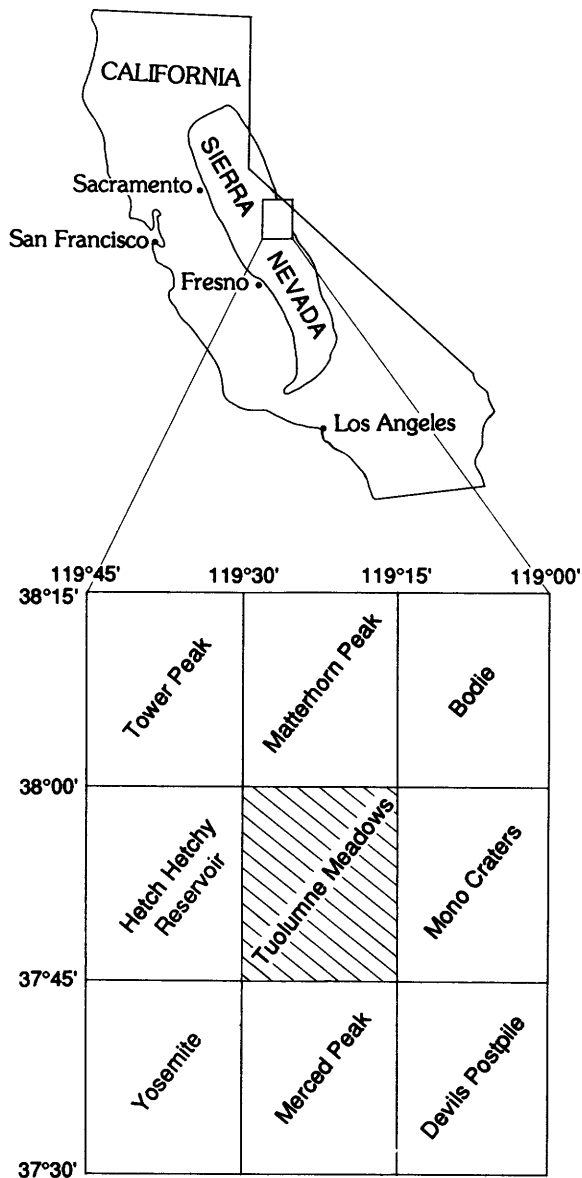 CALIFORNIA
SIERRA
NEVADA
Sacramento
San Francisco
Fresno
Los Angeles
119°45' 119°30' 119°15' 119°00'
38°15'
Tower Peak
Matterhorn Peak
Bodie
38°00'
Hetch Hetchy
Reservoir
Tuolumne Meadows
Mono Craters
37°45'
Yosemite
Merced Peak
Devils Postpile
37°30'